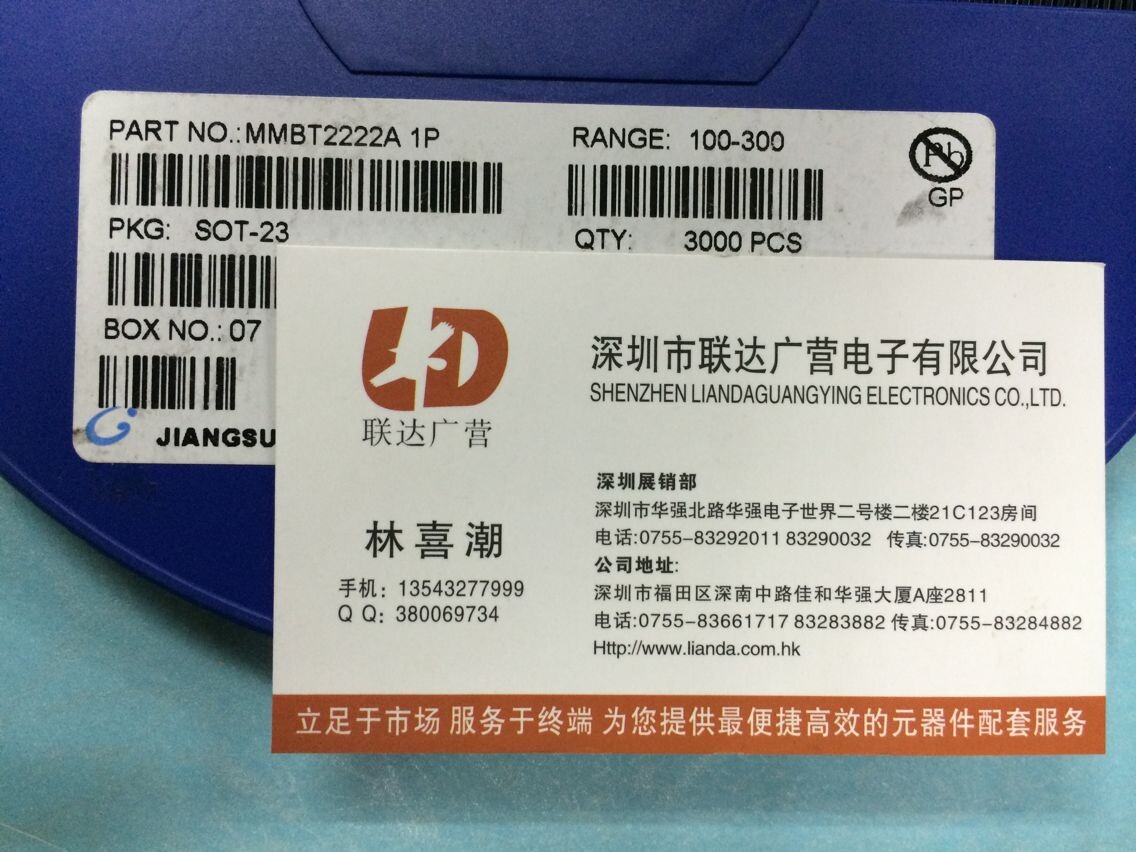 PART NO.:MMBT2222A 1P
RANGE: 100-300
Pb
GP
PKG: SOT-23
QTY: 3000 PCS
BOX NO.: 07
JIANGSU
LD
联达广营
深圳市联达广营电子有限公司
SHENZHEN LIANDAGUANGYING ELECTRONICS CO.,LTD.
林喜潮
手机：13543277999
Q Q：380069734
深圳展销部
深圳市华强北路华强电子世界二号楼二楼21C123房间
电话:0755-83292011 83290032 传真:0755-83290032
公司地址:
深圳市福田区深南中路佳和华强大厦A座2811
电话:0755-83661717 83283882 传真:0755-83284882
Http://www.lianda.com.hk
立足于市场 服务于终端 为您提供最便捷高效的元器件配套服务